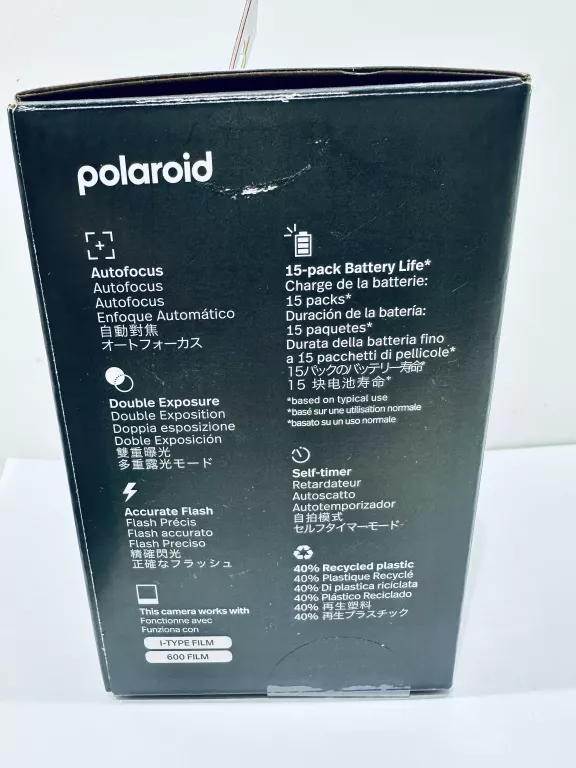 polaroid
Autofocus
Autofocus
Autofocus
Enfoque Automático
自動對焦
オートフォーカス
Double Exposure
Double Exposition
Doppia esposizione
Doble Exposición
雙重曝光
多重露光モード
Accurate Flash
Flash Précis
Flash accurato
Flash Preciso
精確閃光
正確なフラッシュ
This camera works with
Fonctionne avec
Funziona con
I-TYPE FILM
600 FILM
15-pack Battery Life*
Charge de la batterie:
15 packs*
Duración de la batería:
15 paquetes*
Durata della batteria fino
a 15 pacchetti di pellicole*
15パックのバッテリー寿命*
15 块电池寿命*
*based on typical use
*basé sur une utilisation normale
*basato su un uso normale
Self-timer
Retardateur
Autoscatto
Autotemporizador
自拍模式
セルフタイマーモード
40% Recycled plastic
40% Plastique Recyclé
40% Di plastica riciclata
40% Plástico Reciclado
40% 再生塑料
40% 再生プラスチック